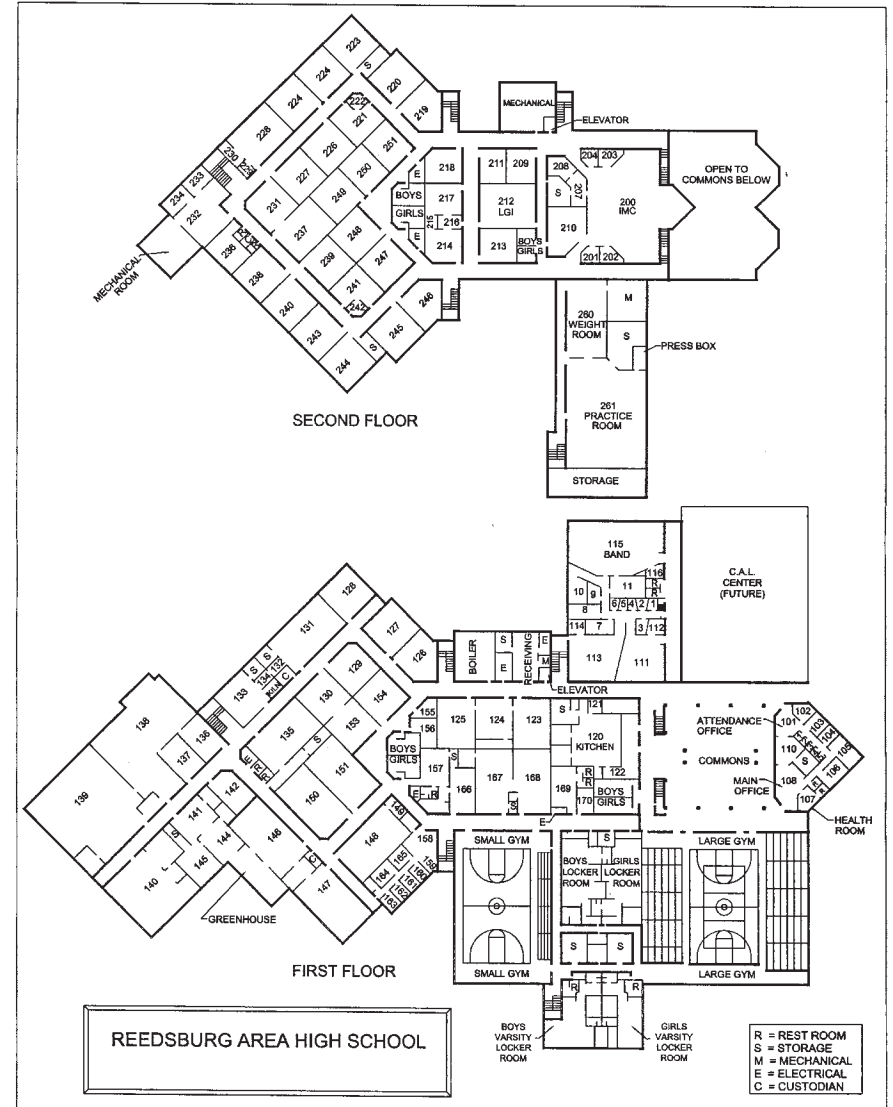 223
S
224
220
224
219
228
222
221
226
251
230
229
233
227
250
234
231
249
232
237
248
236
239
247
238
241
240
242
243
246
245
S
244
MECHANICAL
ROOM
E
218
BOYS
217
GIRLS
215
216
E
214
211
209
212
LGI
213
BOYS
GIRLS
MECHANICAL
ELEVATOR
208
204
203
S
207
200
IMC
210
201
202
OPEN TO
COMMONS BELOW
260
WEIGHT
ROOM
M
S
PRESS BOX
261
PRACTICE
ROOM
STORAGE
SECOND FLOOR
115
BAND
116
11
R
R
10
9
8
6
5
4
2
1
114
7
3
112
113
111
C.A.L.
CENTER
(FUTURE)
128
131
127
126
S
S
132
134
C
KILN
133
129
130
154
153
S
135
E
R
R
151
150
136
137
138
139
142
141
S
144
145
140
146
C
147
GREENHOUSE
149
148
158
159
165
160
164
161
162
163
BOILER
S
E
RECEIVING
E
M
ELEVATOR
155
156
125
124
123
BOYS
GIRLS
157
E
R
S
166
167
168
S
S
121
120
KITCHEN
122
R
R
169
170
BOYS
GIRLS
E
COMMONS
ATTENDANCE
OFFICE
MAIN
OFFICE
102
101
103
104
105
110
S
106
108
R
R
107
HEALTH
ROOM
SMALL GYM
SMALL GYM
S
BOYS
LOCKER
ROOM
GIRLS
LOCKER
ROOM
S
S
LARGE GYM
LARGE GYM
R
R
BOYS
VARSITY
LOCKER
ROOM
GIRLS
VARSITY
LOCKER
ROOM
FIRST FLOOR
REEDSBURG AREA HIGH SCHOOL
R = REST ROOM
S = STORAGE
M = MECHANICAL
E = ELECTRICAL
C = CUSTODIAN